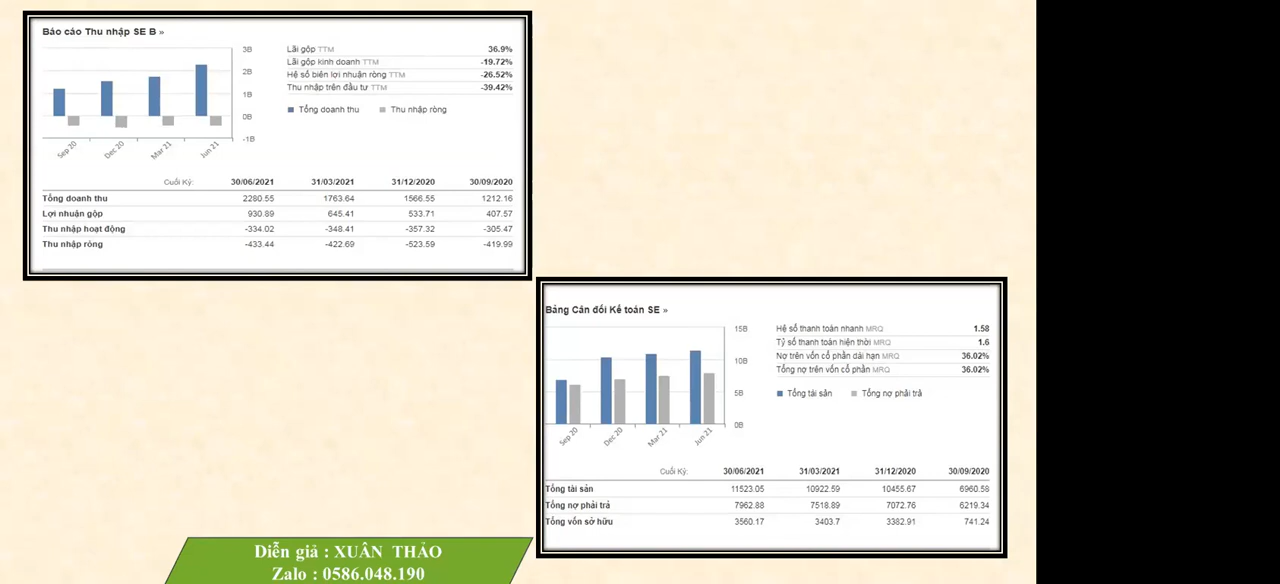 Báo cáo Thu nhập SE B »
3B
2B
1B
0B
-1B
Sep 20
Dec 20
Mar 21
Jun 21
Lãi gộp TTM 36.9%
Lãi gộp kinh doanh TTM -19.72%
Hệ số biên lợi nhuận ròng TTM -26.52%
Thu nhập trên đầu tư TTM -39.42%
Tổng doanh thu Thu nhập ròng
Cuối Kỳ: 30/06/2021 31/03/2021 31/12/2020 30/09/2020
Tổng doanh thu 2280.55 1763.64 1566.55 1212.16
Lợi nhuận gộp 930.89 645.41 533.71 407.57
Thu nhập hoạt động -334.02 -348.41 -357.32 -305.47
Thu nhập ròng -433.44 -422.69 -523.59 -419.99
Bảng Cân đối Kế toán SE »
15B
10B
5B
0B
Sep 20
Dec 20
Mar 21
Jun 21
Hệ số thanh toán nhanh MRQ 1.58
Tỷ số thanh toán hiện thời MRQ 1.6
Nợ trên vốn cổ phần dài hạn MRQ 36.02%
Tổng nợ trên vốn cổ phần MRQ 36.02%
Tổng tài sản Tổng nợ phải trả
Cuối Kỳ: 30/06/2021 31/03/2021 31/12/2020 30/09/2020
Tổng tài sản 11523.05 10922.59 10455.67 6960.58
Tổng nợ phải trả 7962.88 7518.89 7072.76 6219.34
Tổng vốn sở hữu 3560.17 3403.7 3382.91 741.24
Diễn giả : XUÂN THẢO
Zalo : 0586.048.190